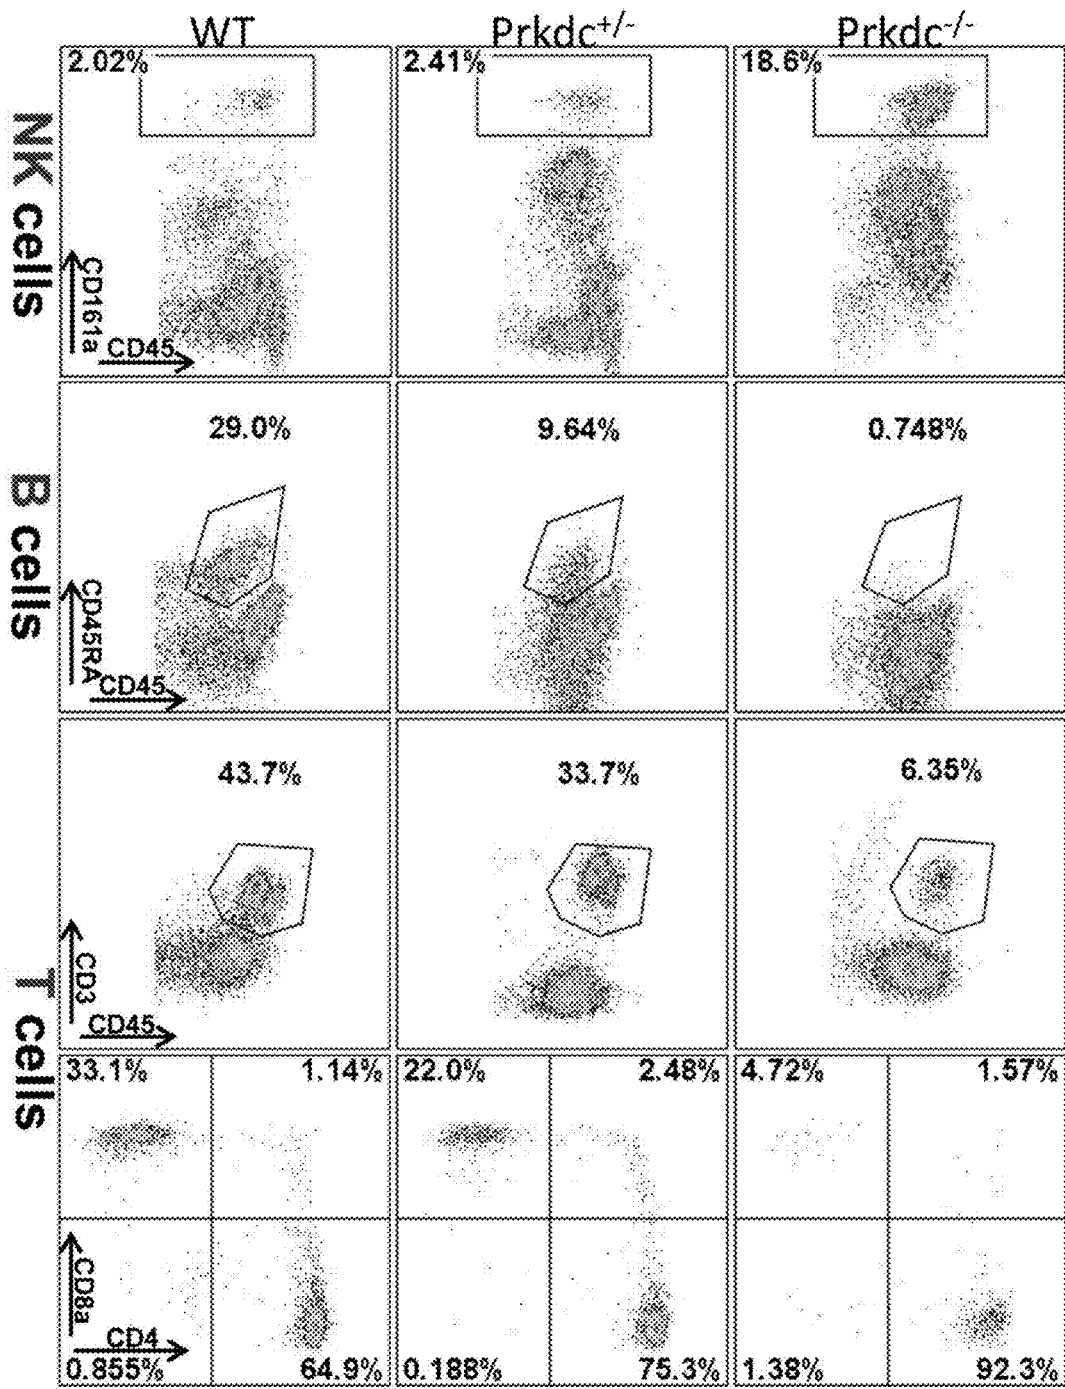 WT Prkdc+/- Prkdc-/-
NK cells
2.02% 2.41% 18.6%
CD161a
CD45
B cells
29.0% 9.64% 0.748%
CD45RA
CD45
T cells
43.7% 33.7% 6.35%
CD3
CD45
33.1% 1.14% 22.0% 2.48% 4.72% 1.57%
CD8a
CD4
0.855% 64.9% 0.188% 75.3% 1.38% 92.3%